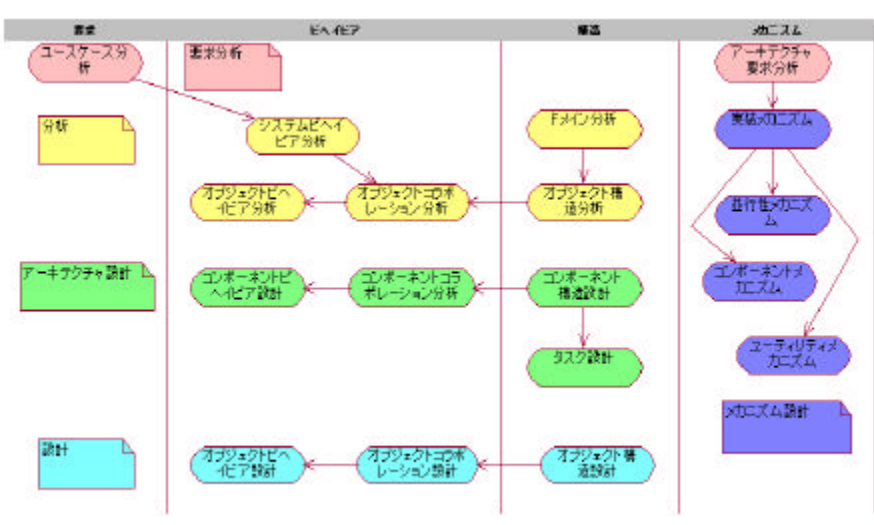 要求
ビヘイビア
構造
メカニズム
ユースケース分
析
要求分析
アーキテクチャ
要求分析
分析
システムビヘイ
ビア分析
ドメイン分析
実装メカニズム
オブジェクトビヘ
イビア分析
オブジェクトコラボ
レーション分析
オブジェクト構
造分析
並行性メカニズ
ム
アーキテクチャ設計
コンポーネントビ
ヘイビア設計
コンポーネントコラ
ボレーション分析
コンポーネント
構造設計
コンポーネントメ
カニズム
タスク設計
ユーティリティメ
カニズム
メカニズム設計
設計
オブジェクトビヘ
イビア設計
オブジェクトコラボ
レーション設計
オブジェクト構
造設計